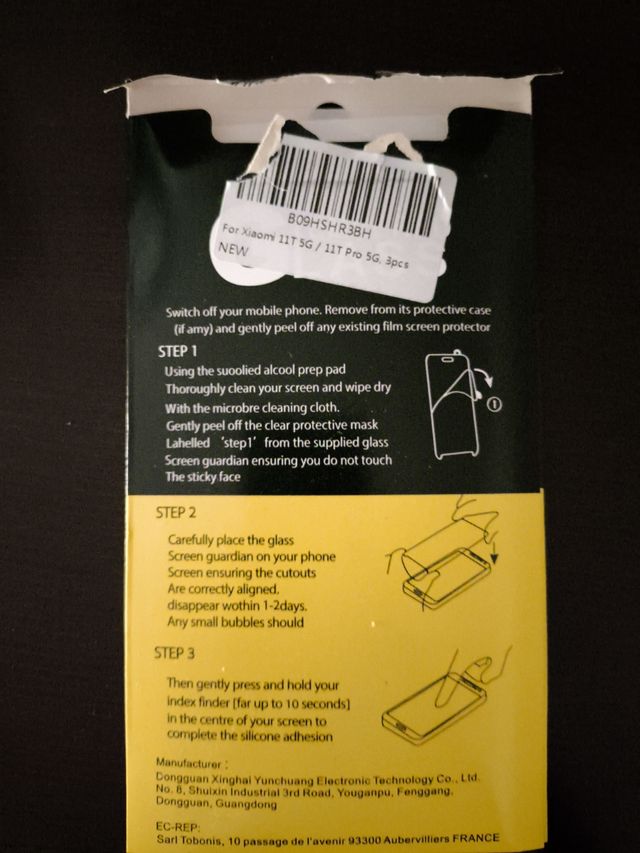 B09HSHR3BH
For Xiaomi 11T 5G / 11T Pro 5G, 3pcs
NEW
Switch off your mobile phone. Remove from its protective case
(if amy) and gently peel off any existing film screen protector
STEP 1
Using the suoolied alcool prep pad
Thoroughly clean your screen and wipe dry
With the microbre cleaning cloth.
Gently peel off the clear protective mask
Lahelled 'step1' from the supplied glass
Screen guardian ensuring you do not touch
The sticky face
1
STEP 2
Carefully place the glass
Screen guardian on your phone
Screen ensuring the cutouts
Are correctly aligned.
disappear wothin 1-2days.
Any small bubbles should
STEP 3
Then gently press and hold your
index finder [far up to 10 seconds]
in the centre of your screen to
complete the silicone adhesion
Manufacturer :
Dongguan Xinghai Yunchuang Electronic Technology Co., Ltd.
No. 8, Shuixin Industrial 3rd Road, Youganpu, Fenggang.
Dongguan, Guangdong
EC-REP:
Sarl Tobonis, 10 passage de l'avenir 93300 Aubervilliers FRANCE